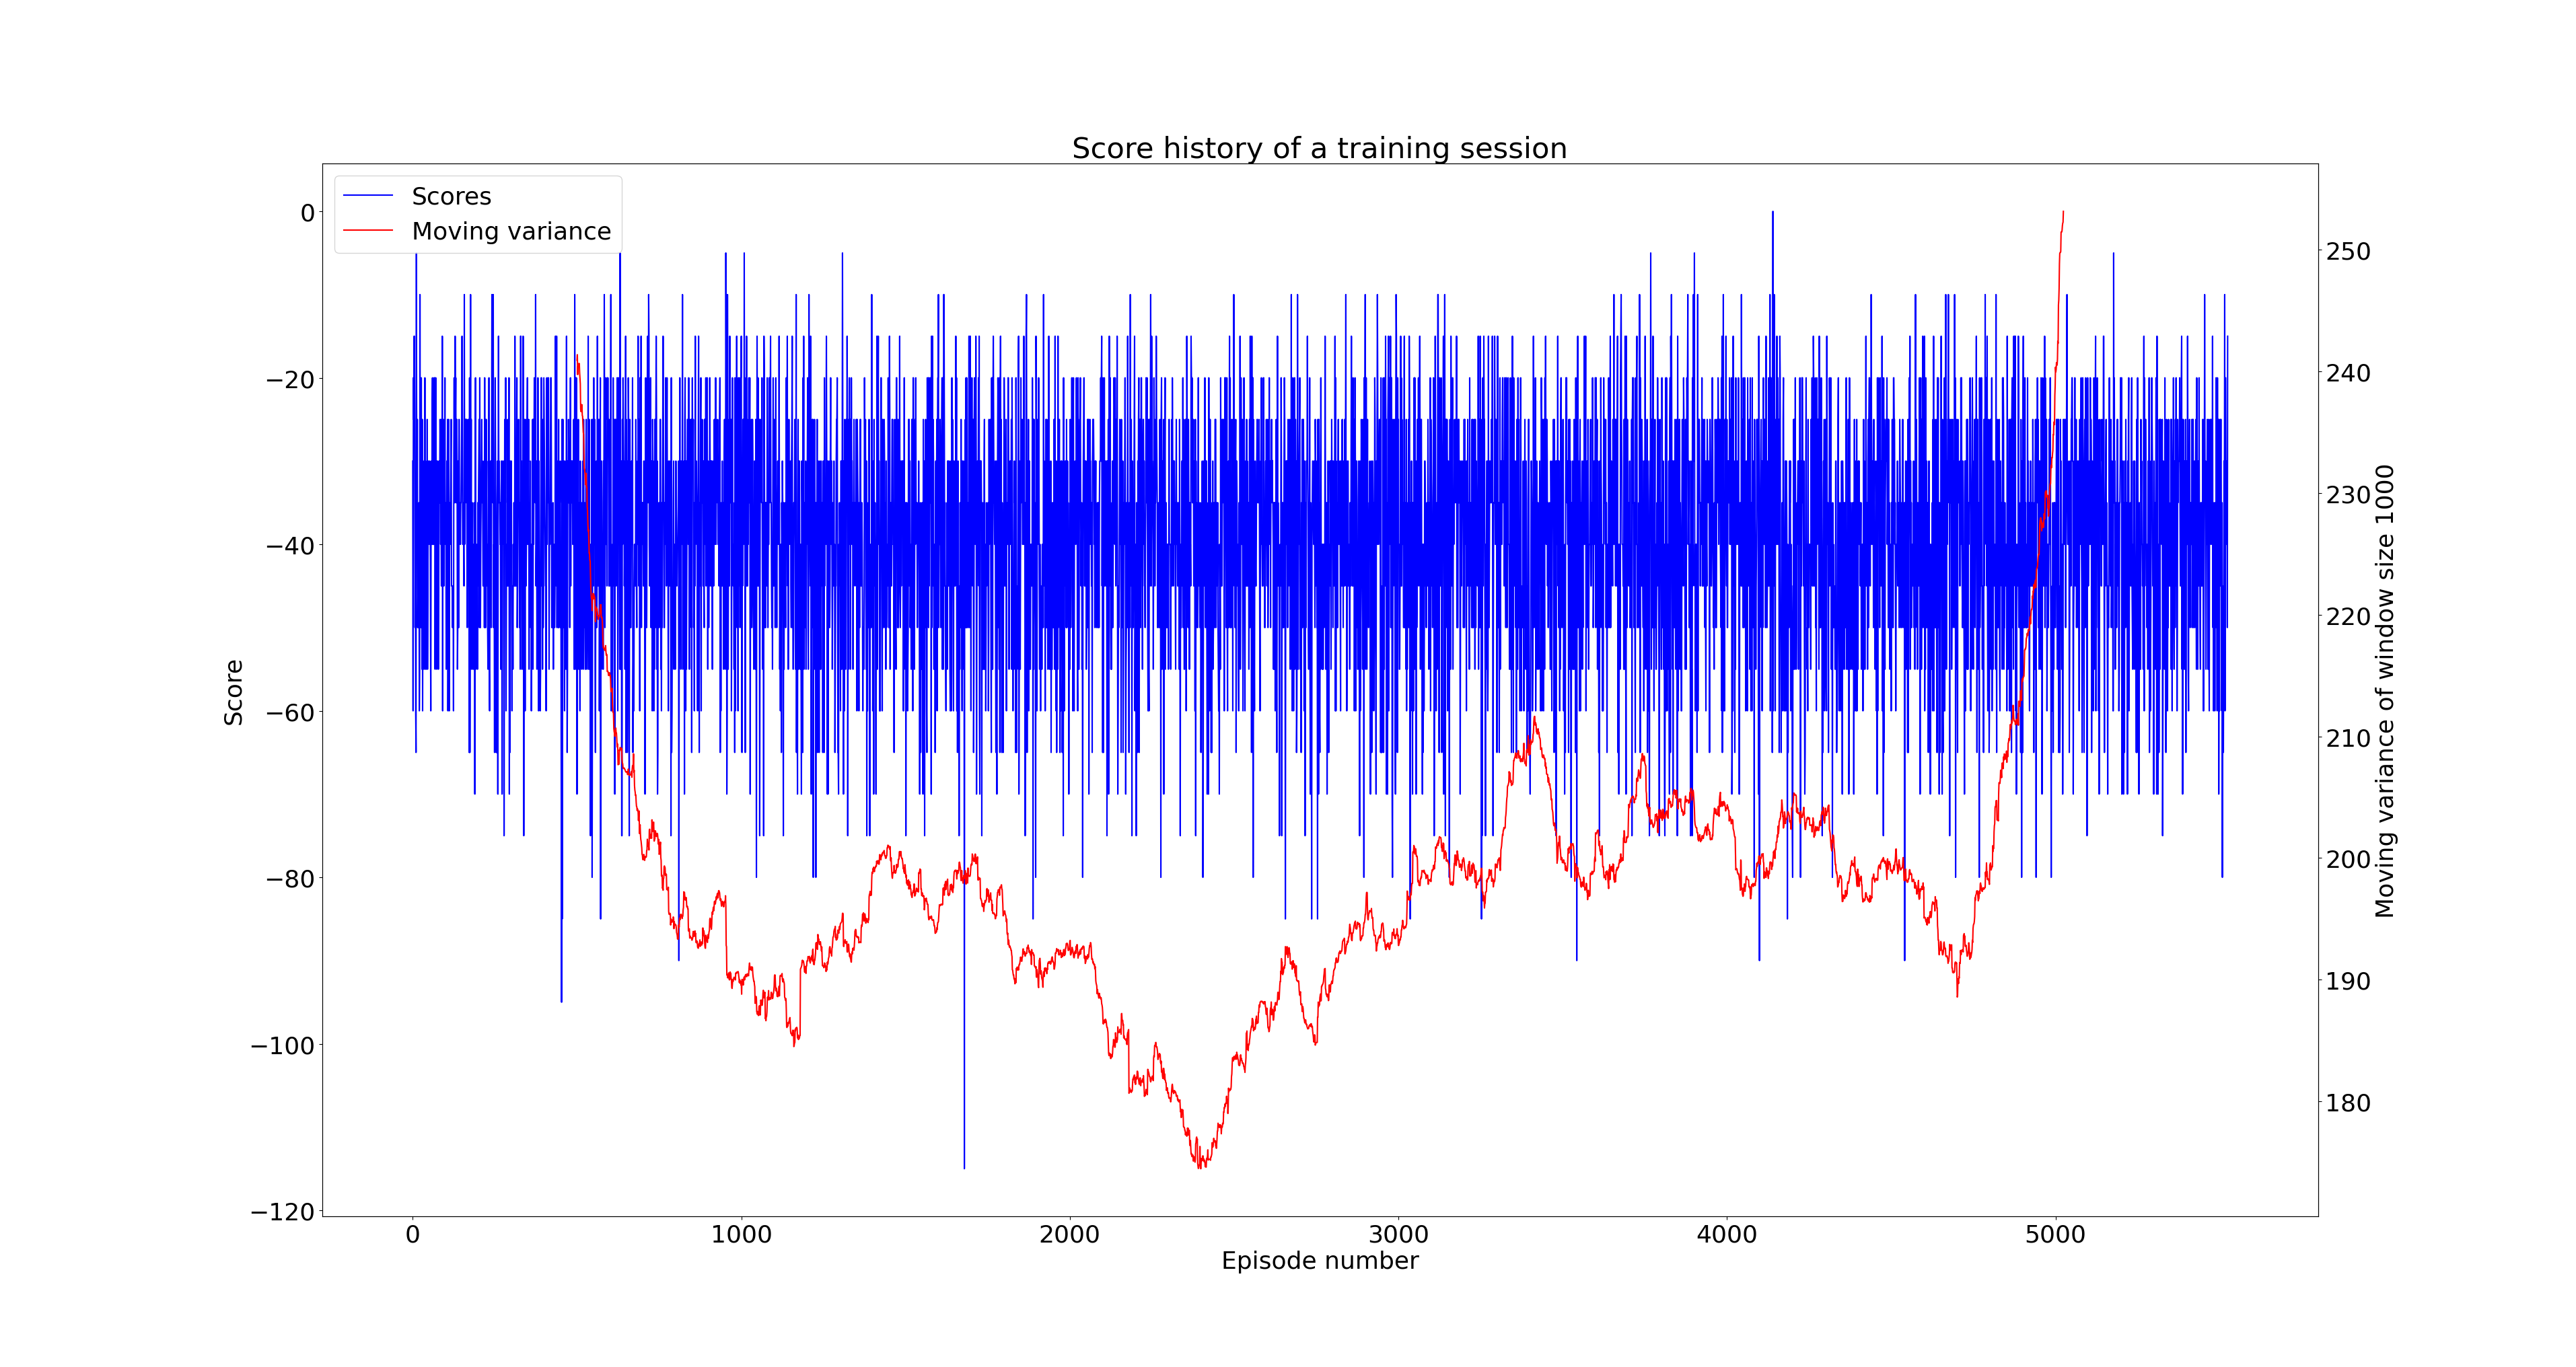 Score history of a training session
Scores
Moving variance
0
−20
−40
−60
−80
−100
−120
Score
250
240
230
220
210
200
190
180
Moving variance of window size 1000
0 1000 2000 3000 4000 5000
Episode number